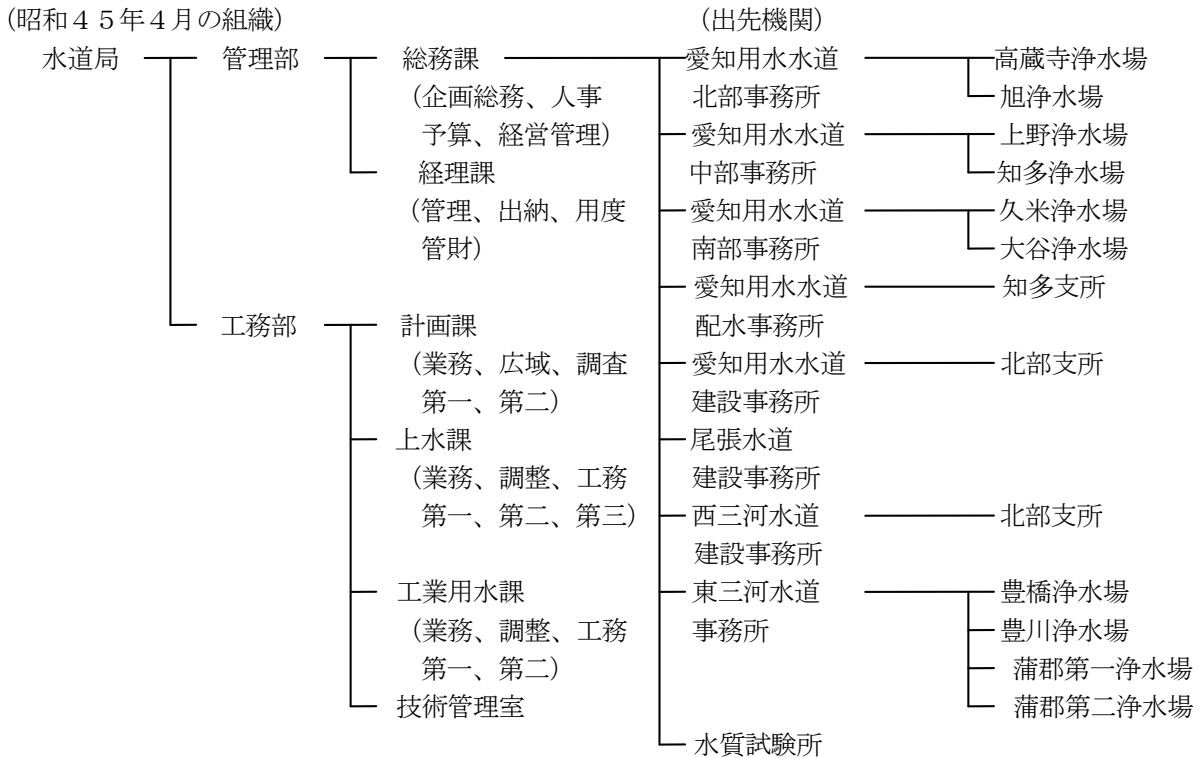 (昭和４５年４月の組織) (出先機関)
水道局 管理部 総務課 愛知用水水道 高蔵寺浄水場
(企画総務、人事 北部事務所 旭浄水場
予算、経営管理) 愛知用水水道 上野浄水場
経理課 中部事務所 知多浄水場
(管理、出納、用度 愛知用水水道 久米浄水場
管財) 南部事務所 大谷浄水場
愛知用水水道 知多支所
工務部 計画課 配水事務所
(業務、広域、調査 愛知用水水道 北部支所
第一、第二) 建設事務所
上水課 尾張水道
(業務、調整、工務 建設事務所
第一、第二、第三) 西三河水道 北部支所
建設事務所
工業用水課 東三河水道 豊橋浄水場
(業務、調整、工務 事務所 豊川浄水場
第一、第二) 蒲郡第一浄水場
技術管理室 蒲郡第二浄水場
水質試験所